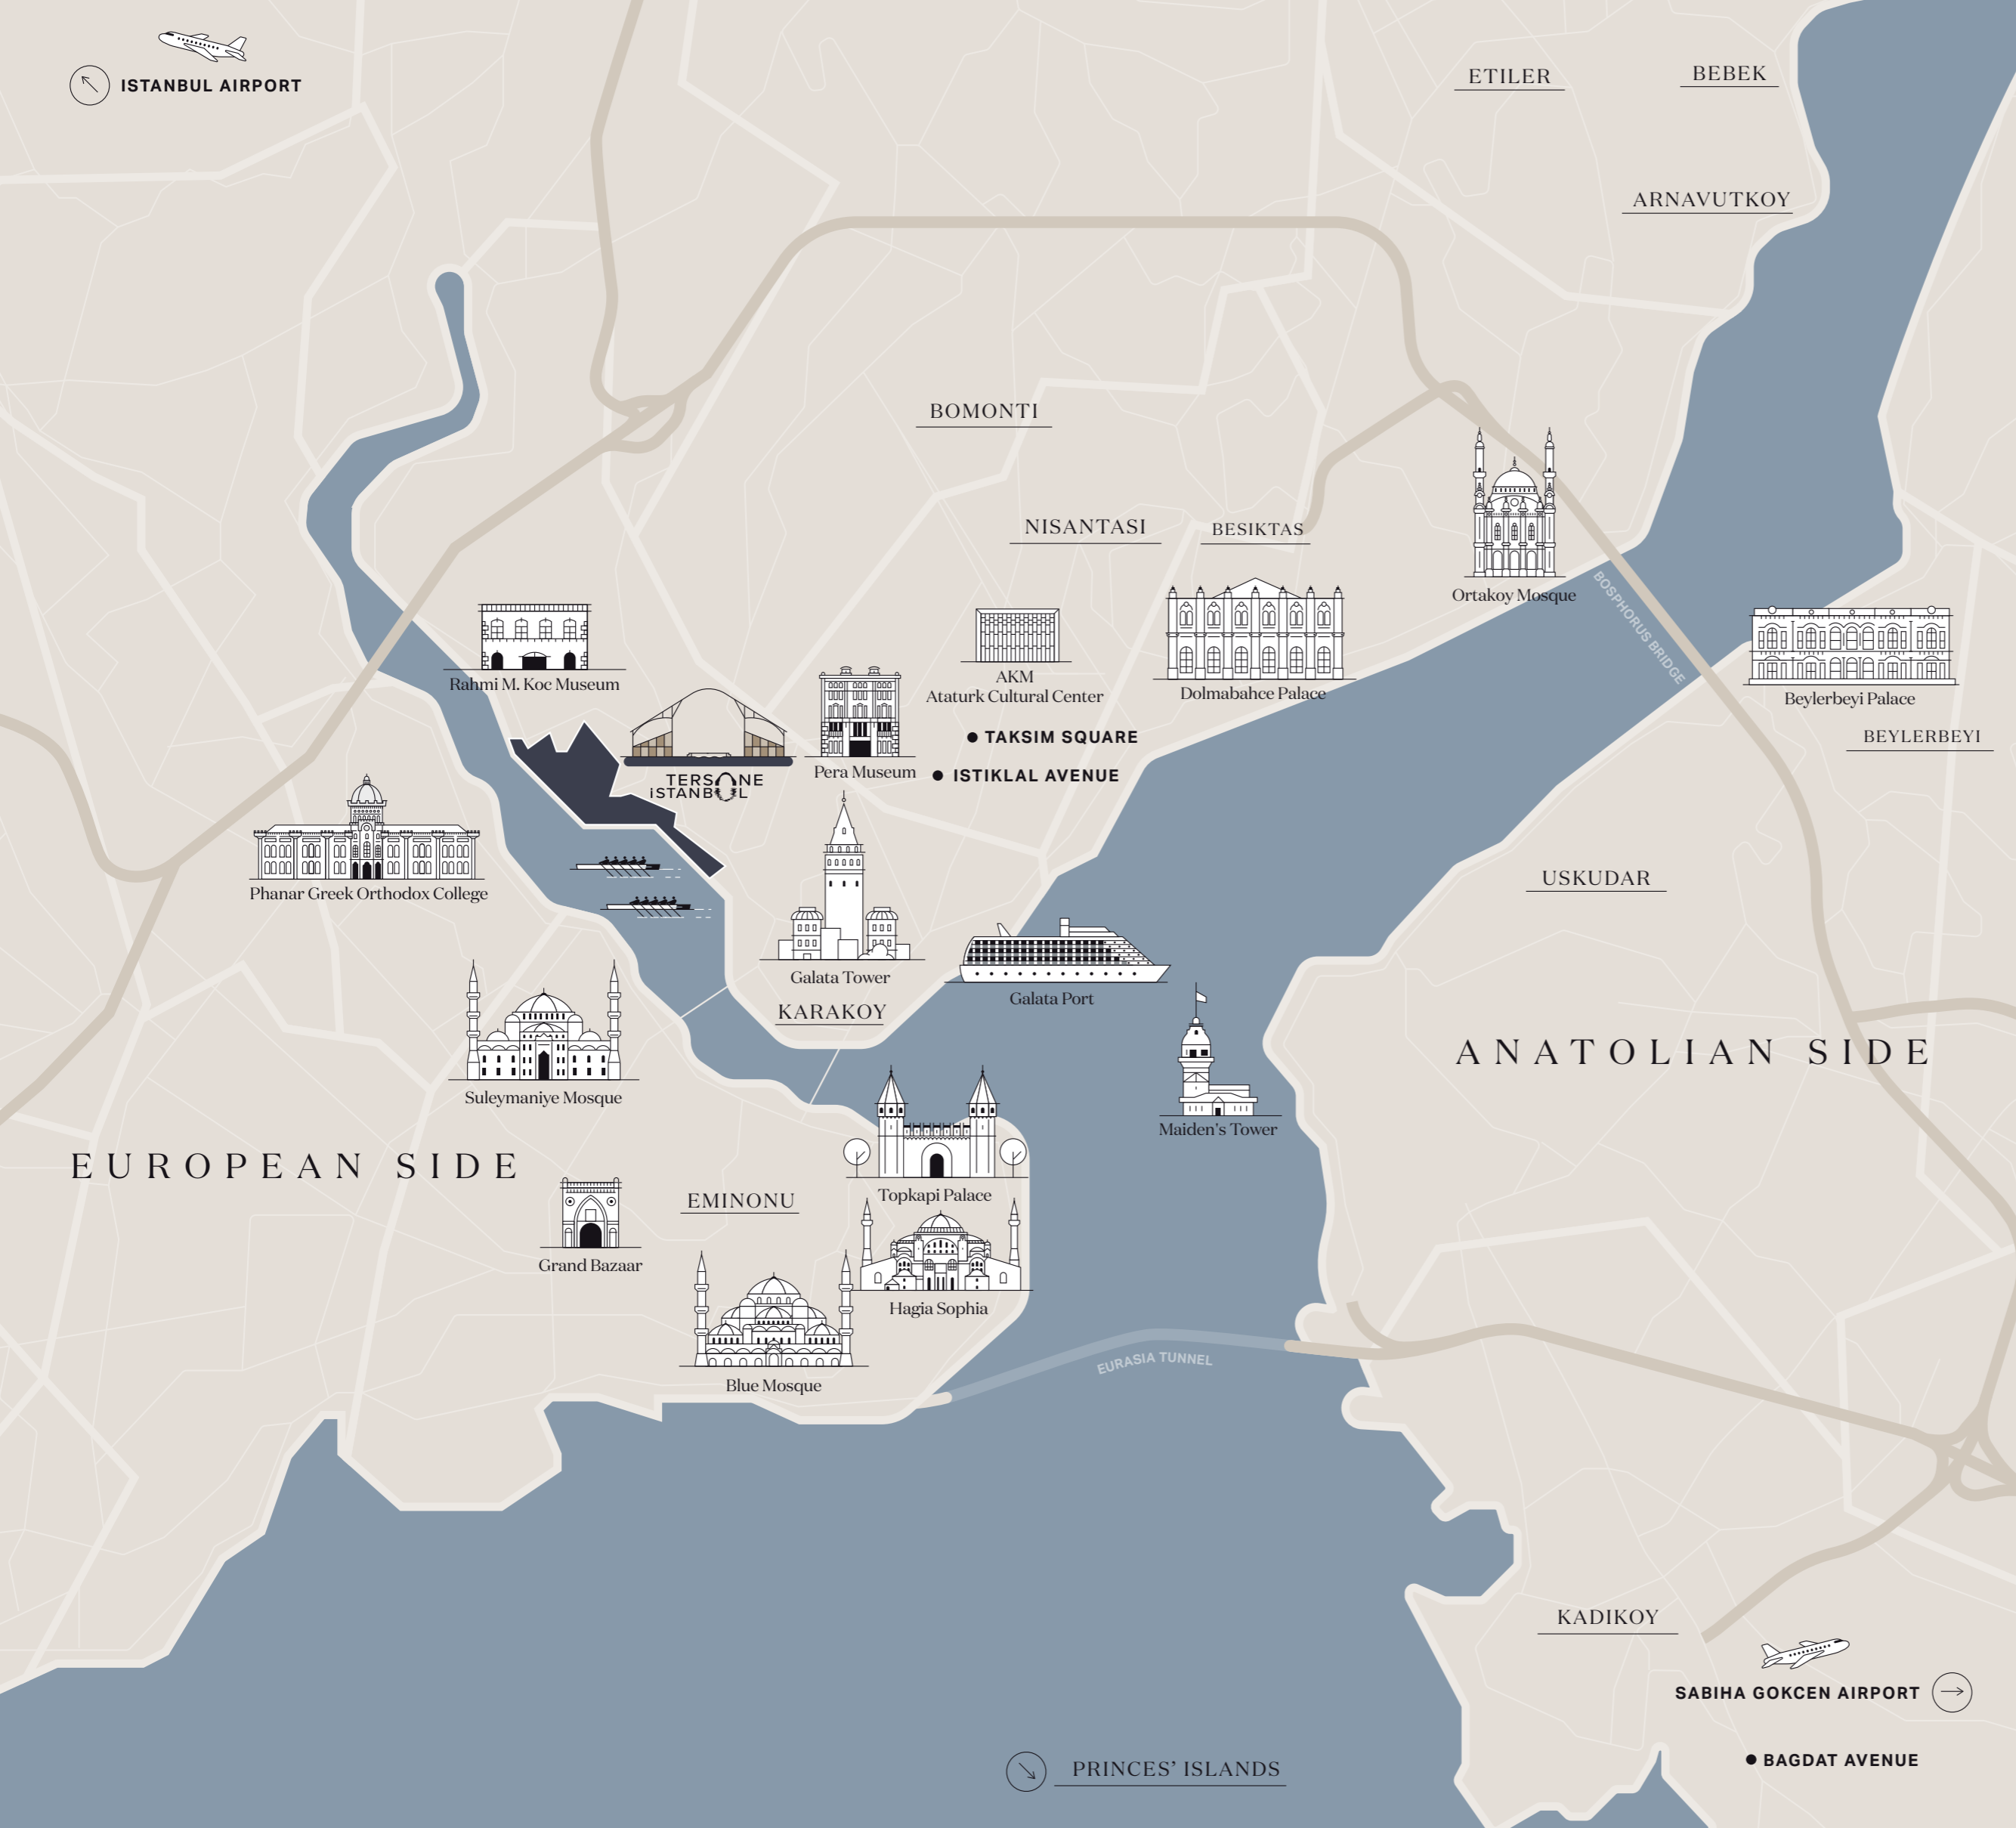 ISTANBUL AIRPORT
ETILER
BEBEK
ARNAVUTKOY
BOMONTI
NISANTASI
BESIKTAS
Ortakoy Mosque
BOSPHORUS BRIDGE
Rahmi M. Koc Museum
AKM
Ataturk Cultural Center
Dolmabahce Palace
Beylerbeyi Palace
BEYLERBEYI
TAKSIM SQUARE
Pera Museum
ISTIKLAL AVENUE
TERSANE
iSTANBUL
Phanar Greek Orthodox College
USKUDAR
Galata Tower
Galata Port
KARAKOY
ANATOLIAN SIDE
Suleymaniye Mosque
Maiden's Tower
EUROPEAN SIDE
Topkapi Palace
EMINONU
Grand Bazaar
Hagia Sophia
EURASIA TUNNEL
Blue Mosque
KADIKOY
SABIHA GOKCEN AIRPORT
BAGDAT AVENUE
PRINCES' ISLANDS